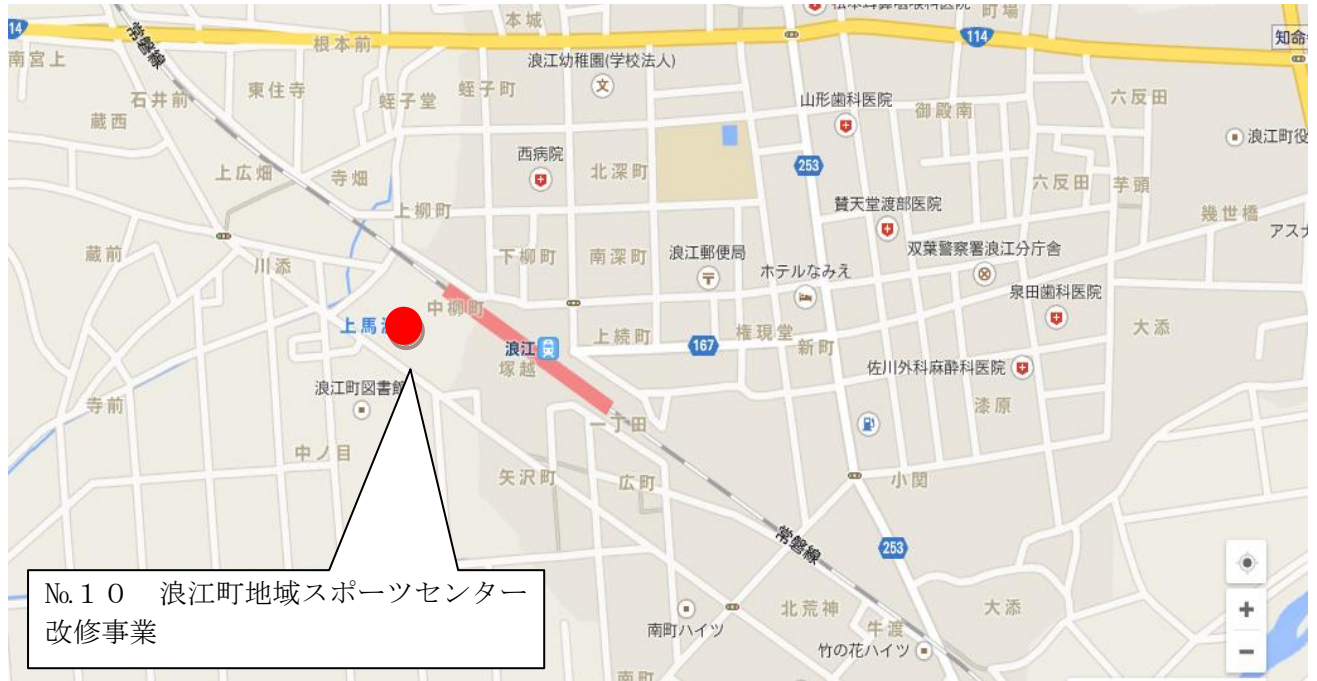 本城
町場
114
14
常磐線
根本前
114
知命
南宮上
浪江幼稚園(学校法人)
東住寺
石井前
蛭子堂
蛭子町
山形歯科医院
御殿南
六反田
蔵西
浪江町役
西病院
253
上広畑
寺畑
北深町
六反田
芋頭
上柳町
賛天堂渡部医院
幾世橋
アスナ
蔵前
川添
下柳町
南深町
浪江郵便局
双葉警察署浪江分庁舎
ホテルなみえ
泉田歯科医院
中柳町
上馬
上続町
権現堂
新町
大添
浪江
167
塚越
佐川外科麻酔科医院
浪江町図書館
寺前
漆原
一丁田
中ノ目
矢沢町
広町
小関
常磐線
253
№.10　浪江町地域スポーツセンター
改修事業
北荒神
大添
南町ハイツ
牛渡
竹の花ハイツ
南町